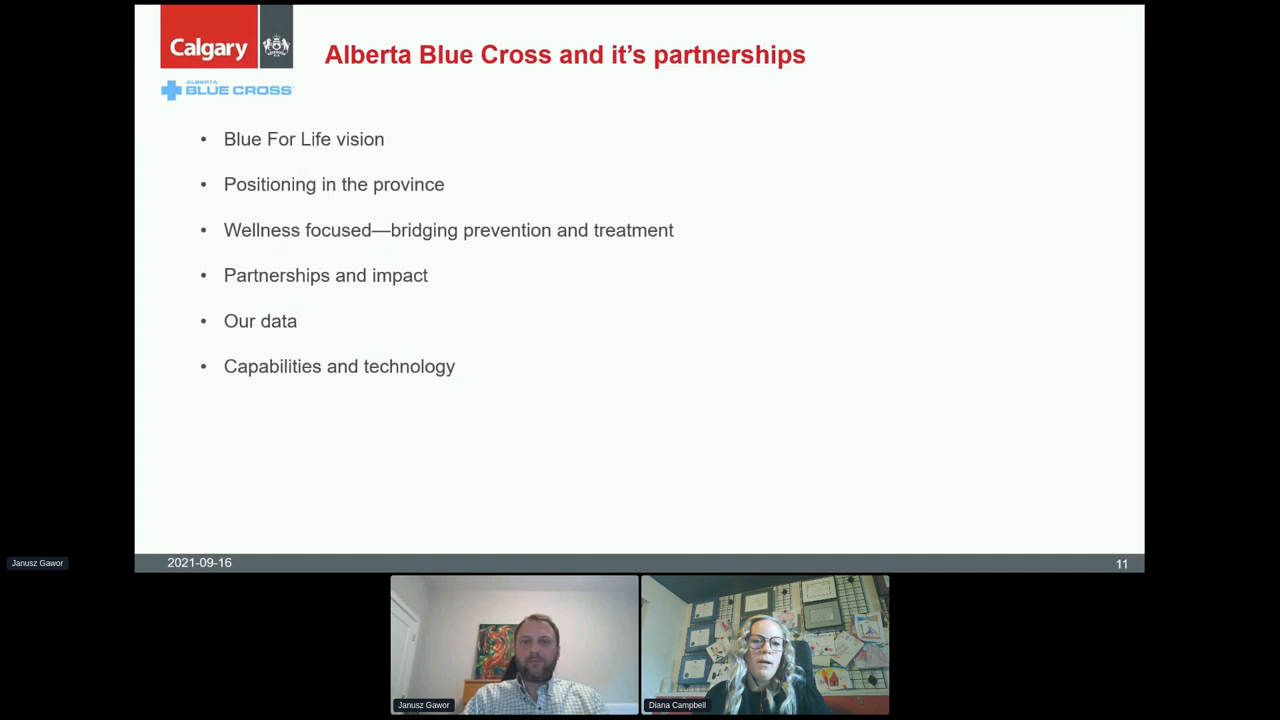 Calgary
Alberta Blue Cross and it's partnerships
ALBERTA
BLUE CROSS
• Blue For Life vision
• Positioning in the province
• Wellness focused—bridging prevention and treatment
• Partnerships and impact
• Our data
• Capabilities and technology
2021-09-16
11
Janusz Gawor
Janusz Gawor
Diana Campbell